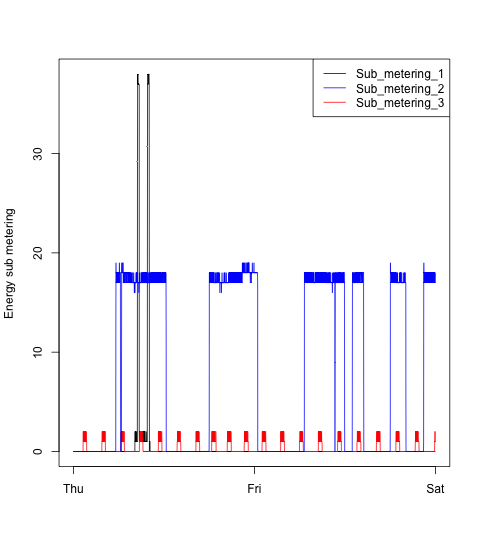 Sub_metering_1
Sub_metering_2
Sub_metering_3
Energy sub metering
30
20
10
0
Thu Fri Sat